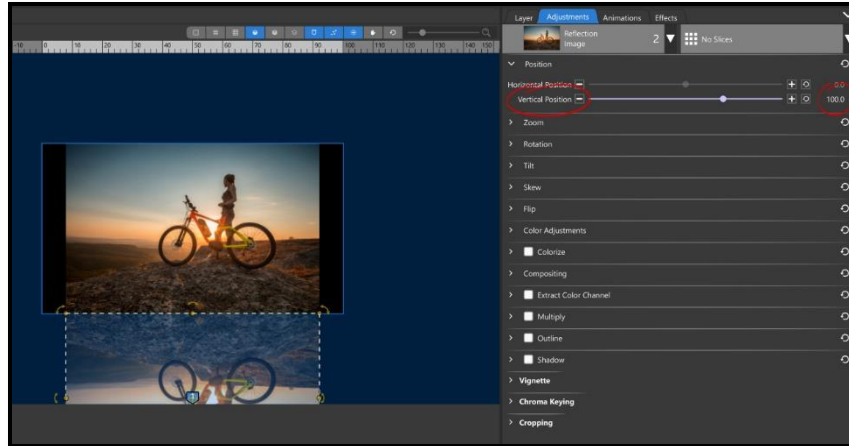 Layer Adjustments Animations Effects
Reflection Image 2 No Slices
-10 0 10 20 30 40 50 60 70 80 90 100 110 120 130 140 150
Position
Horizontal Position 0.0
Vertical Position 100.0
Zoom
Rotation
Tilt
Skew
Flip
Color Adjustments
Colorize
Compositing
Extract Color Channel
Multiply
Outline
Shadow
Vignette
Chroma Keying
Cropping